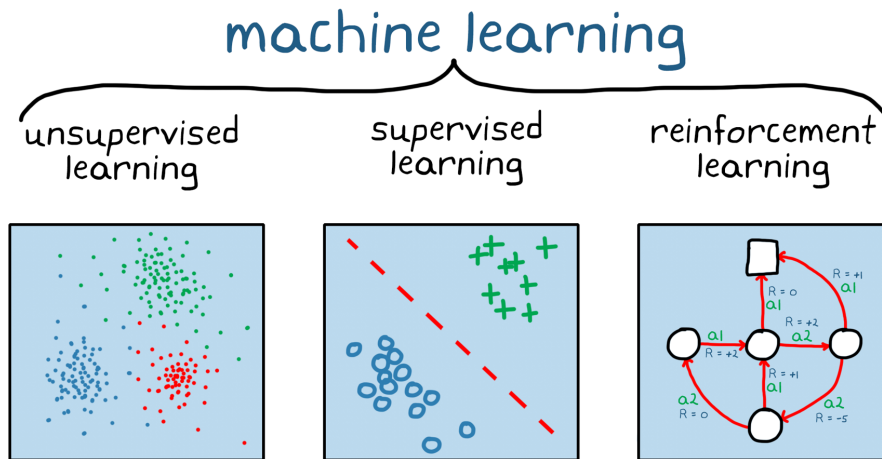 machine learning
unsupervised
learning
supervised
learning
reinforcement
learning
R = +1
a1
R = 0
a1
R = +2
a1
a2
R = +2
R = +1
a1
a2
R = 0
a2
R = -5